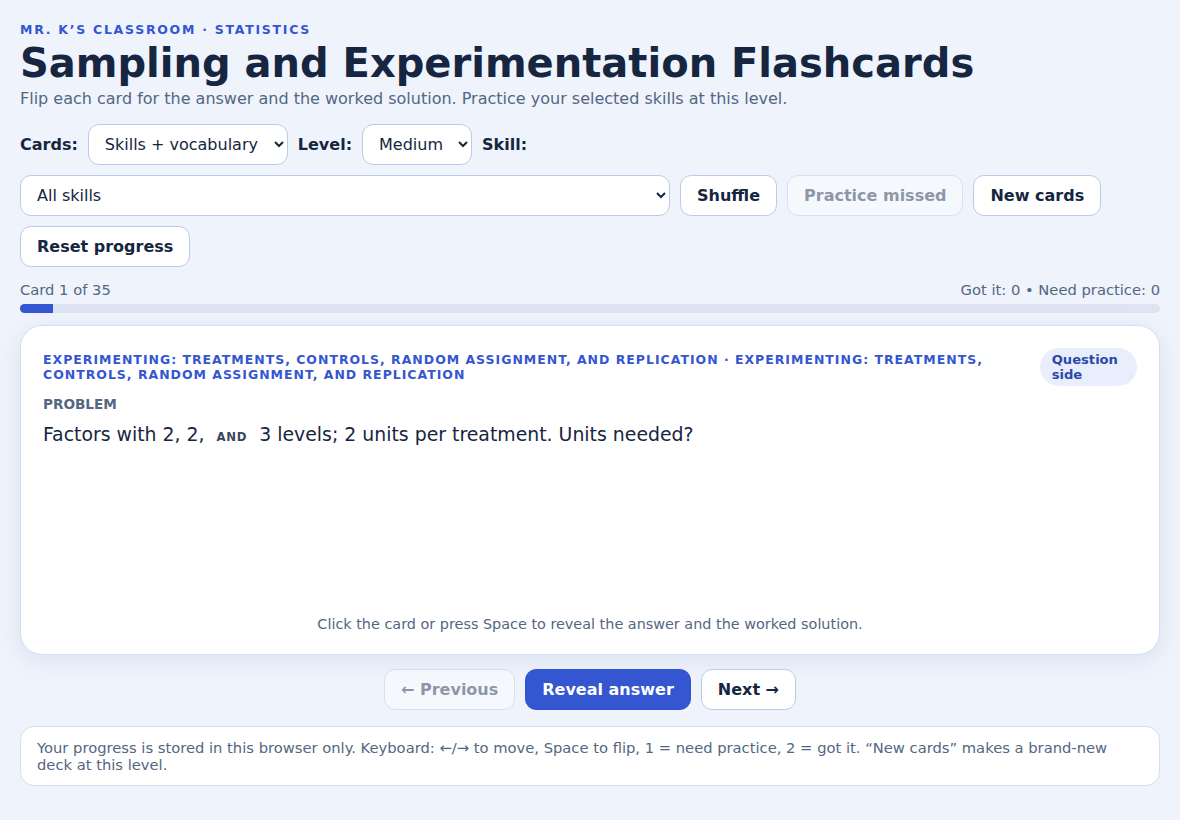 MR. K’S CLASSROOM · STATISTICS
Sampling and Experimentation Flashcards
Flip each card for the answer and the worked solution. Practice your selected skills at this level.
Cards: Skills + vocabulary Level: Medium Skill:
All skills Shuffle Practice missed New cards
Reset progress
Card 1 of 35 Got it: 0 • Need practice: 0
EXPERIMENTING: TREATMENTS, CONTROLS, RANDOM ASSIGNMENT, AND REPLICATION · EXPERIMENTING: TREATMENTS,
CONTROLS, RANDOM ASSIGNMENT, AND REPLICATION
Question
side
PROBLEM
Factors with 2, 2, AND 3 levels; 2 units per treatment. Units needed?
Click the card or press Space to reveal the answer and the worked solution.
← Previous Reveal answer Next →
Your progress is stored in this browser only. Keyboard: ←/→ to move, Space to flip, 1 = need practice, 2 = got it. “New cards” makes a brand-new
deck at this level.